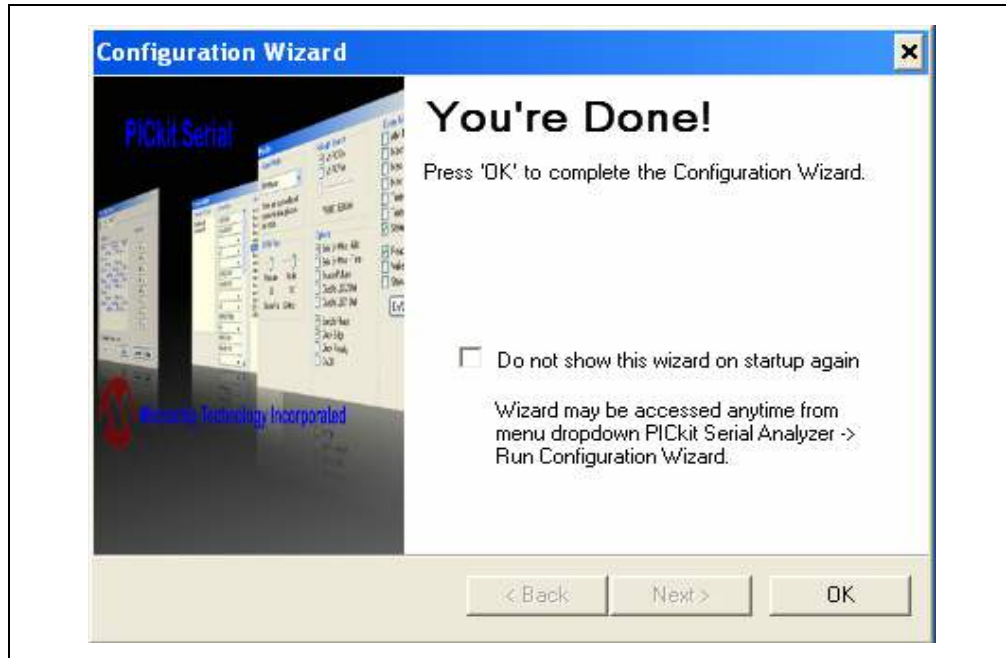 Configuration Wizard
PICkit Serial
Microchip Technology Incorporated
You're Done!
Press 'OK' to complete the Configuration Wizard.
Do not show this wizard on startup again
Wizard may be accessed anytime from
menu dropdown PICkit Serial Analyzer ->
Run Configuration Wizard.
< Back
Next >
OK